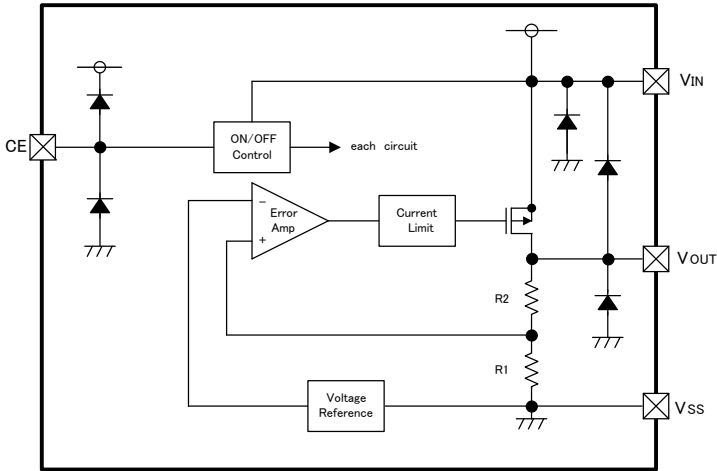 VIN
CE
ON/OFF
Control
each circuit
−
Error
Amp
+
Current
Limit
VOUT
R2
R1
Voltage
Reference
VSS